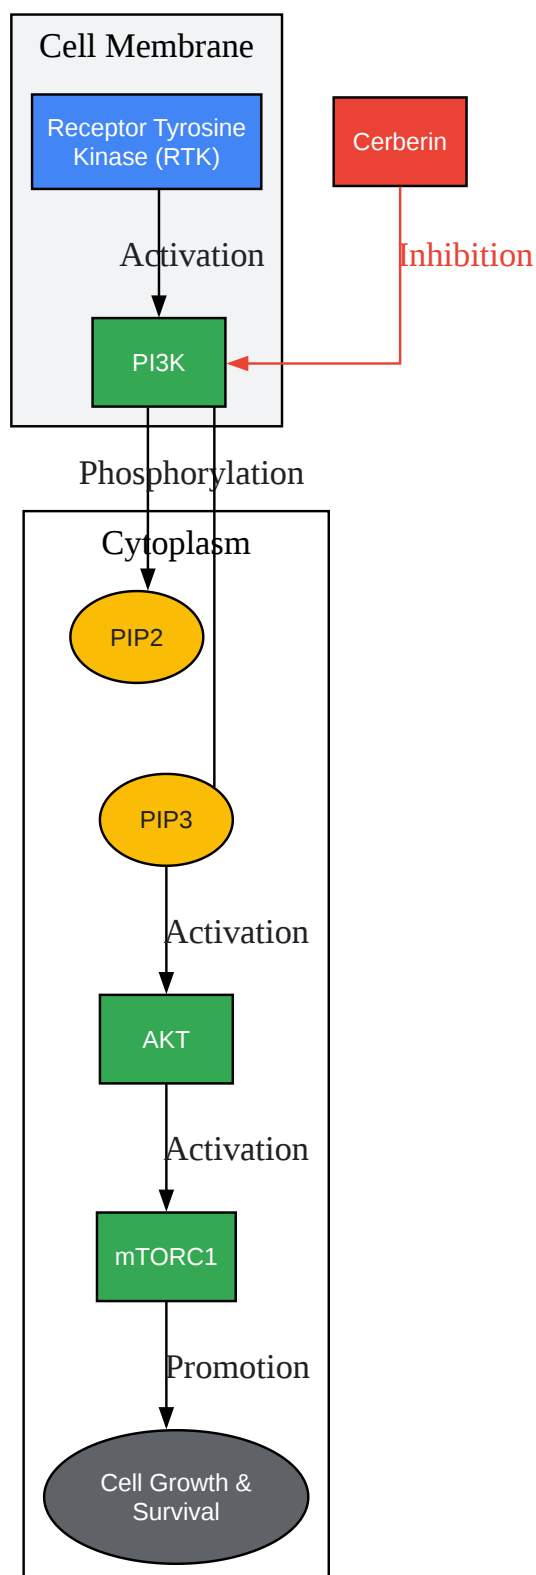 Cell Membrane
Receptor Tyrosine
Kinase (RTK)
Cerberin
Activation
Inhibition
PI3K
Phosphorylation
Cytoplasm
PIP2
PIP3
Activation
AKT
Activation
mTORC1
Promotion
Cell Growth &
Survival